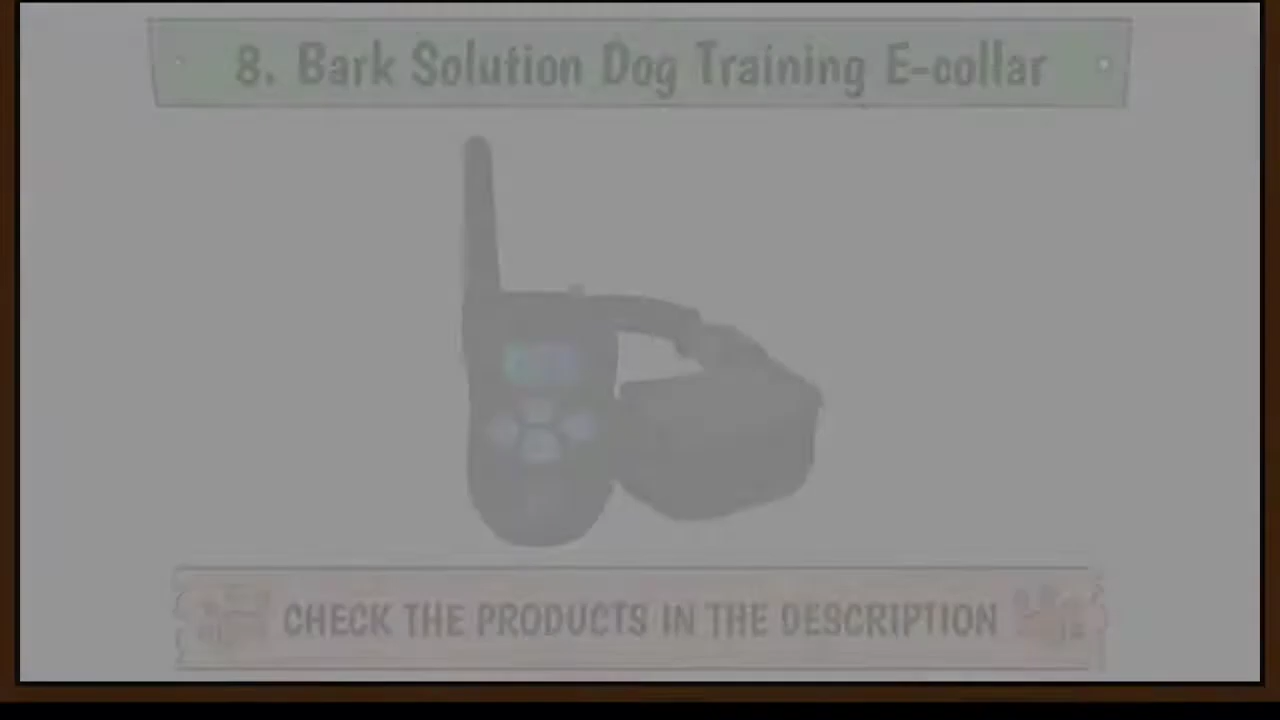 8. Bark Solution Dog Training E-collar
CHECK THE PRODUCTS IN THE DESCRIPTION